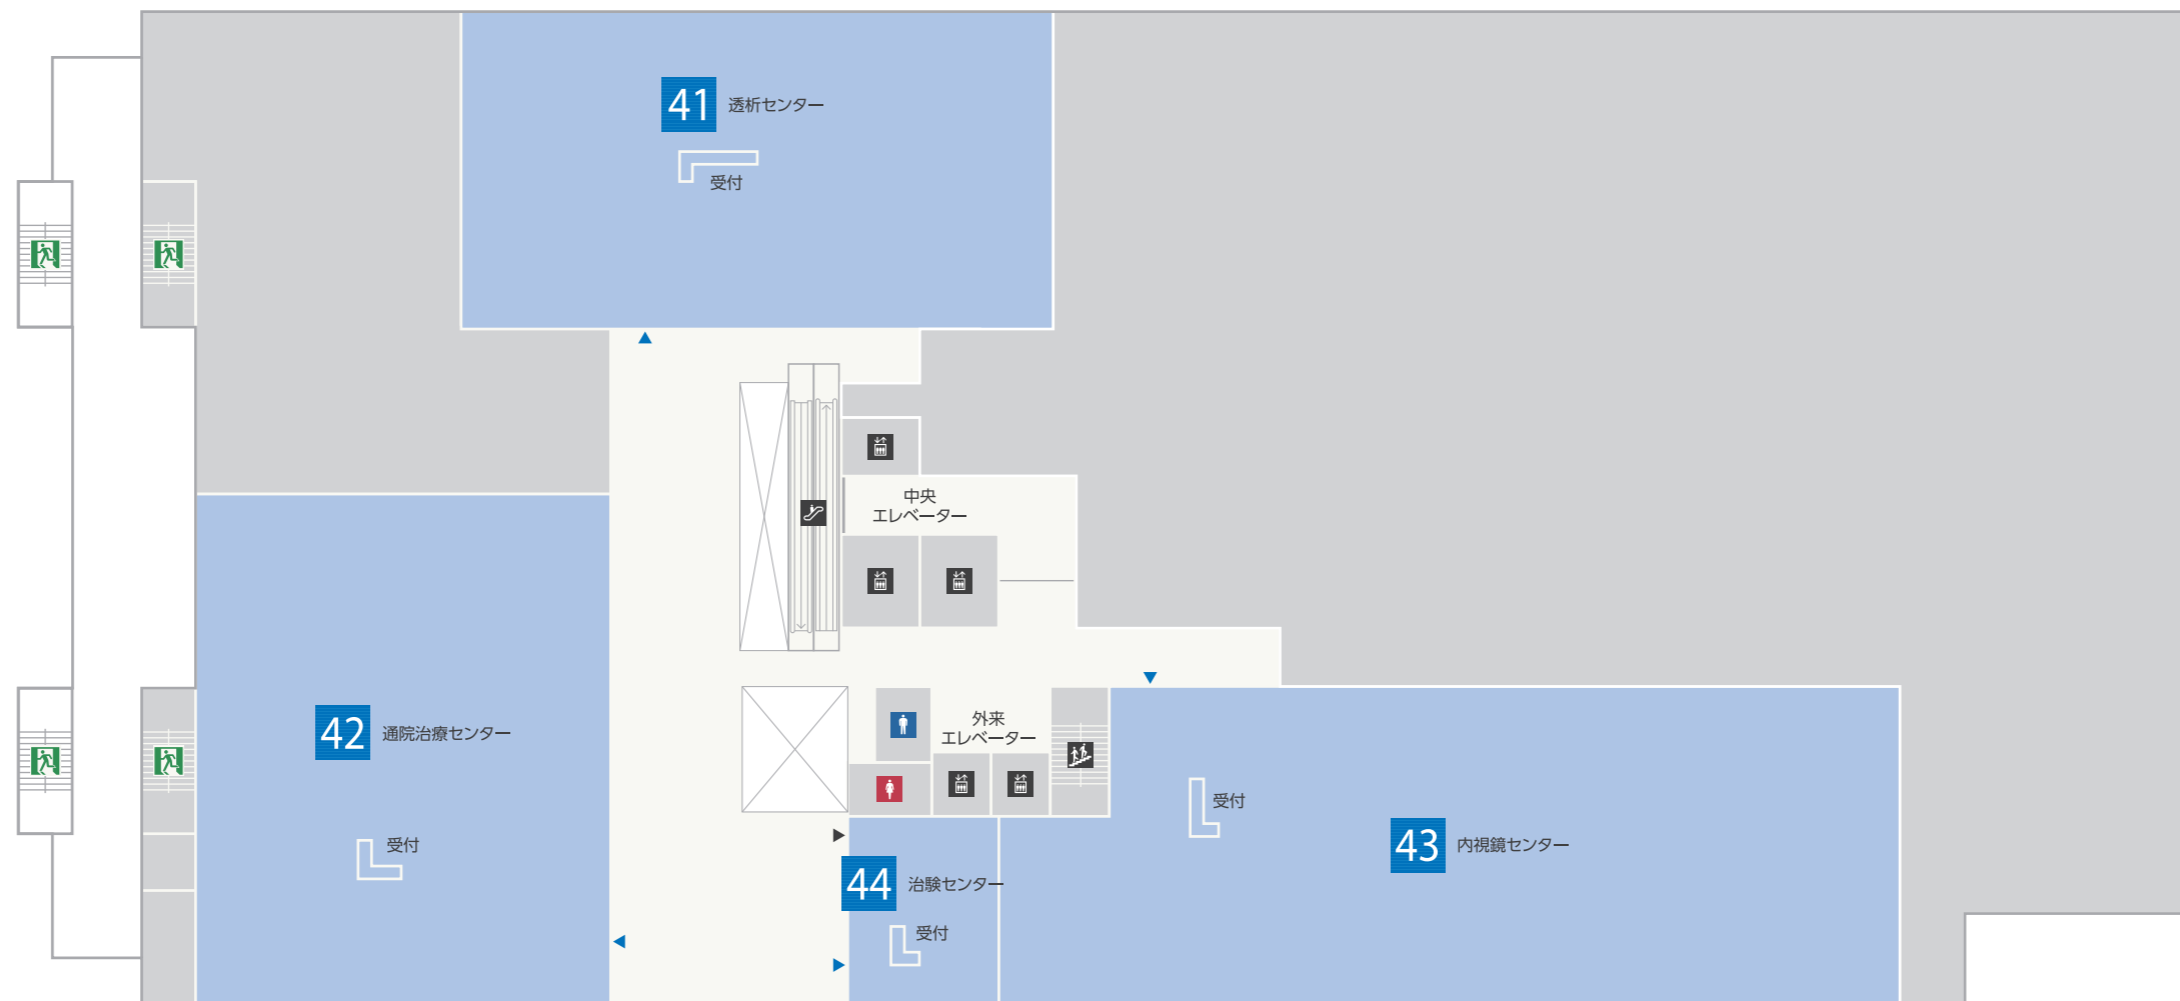 41 透析センター
受付
中央
エレベーター
42 通院治療センター
受付
外来
エレベーター
受付
43 内視鏡センター
44 治験センター
受付